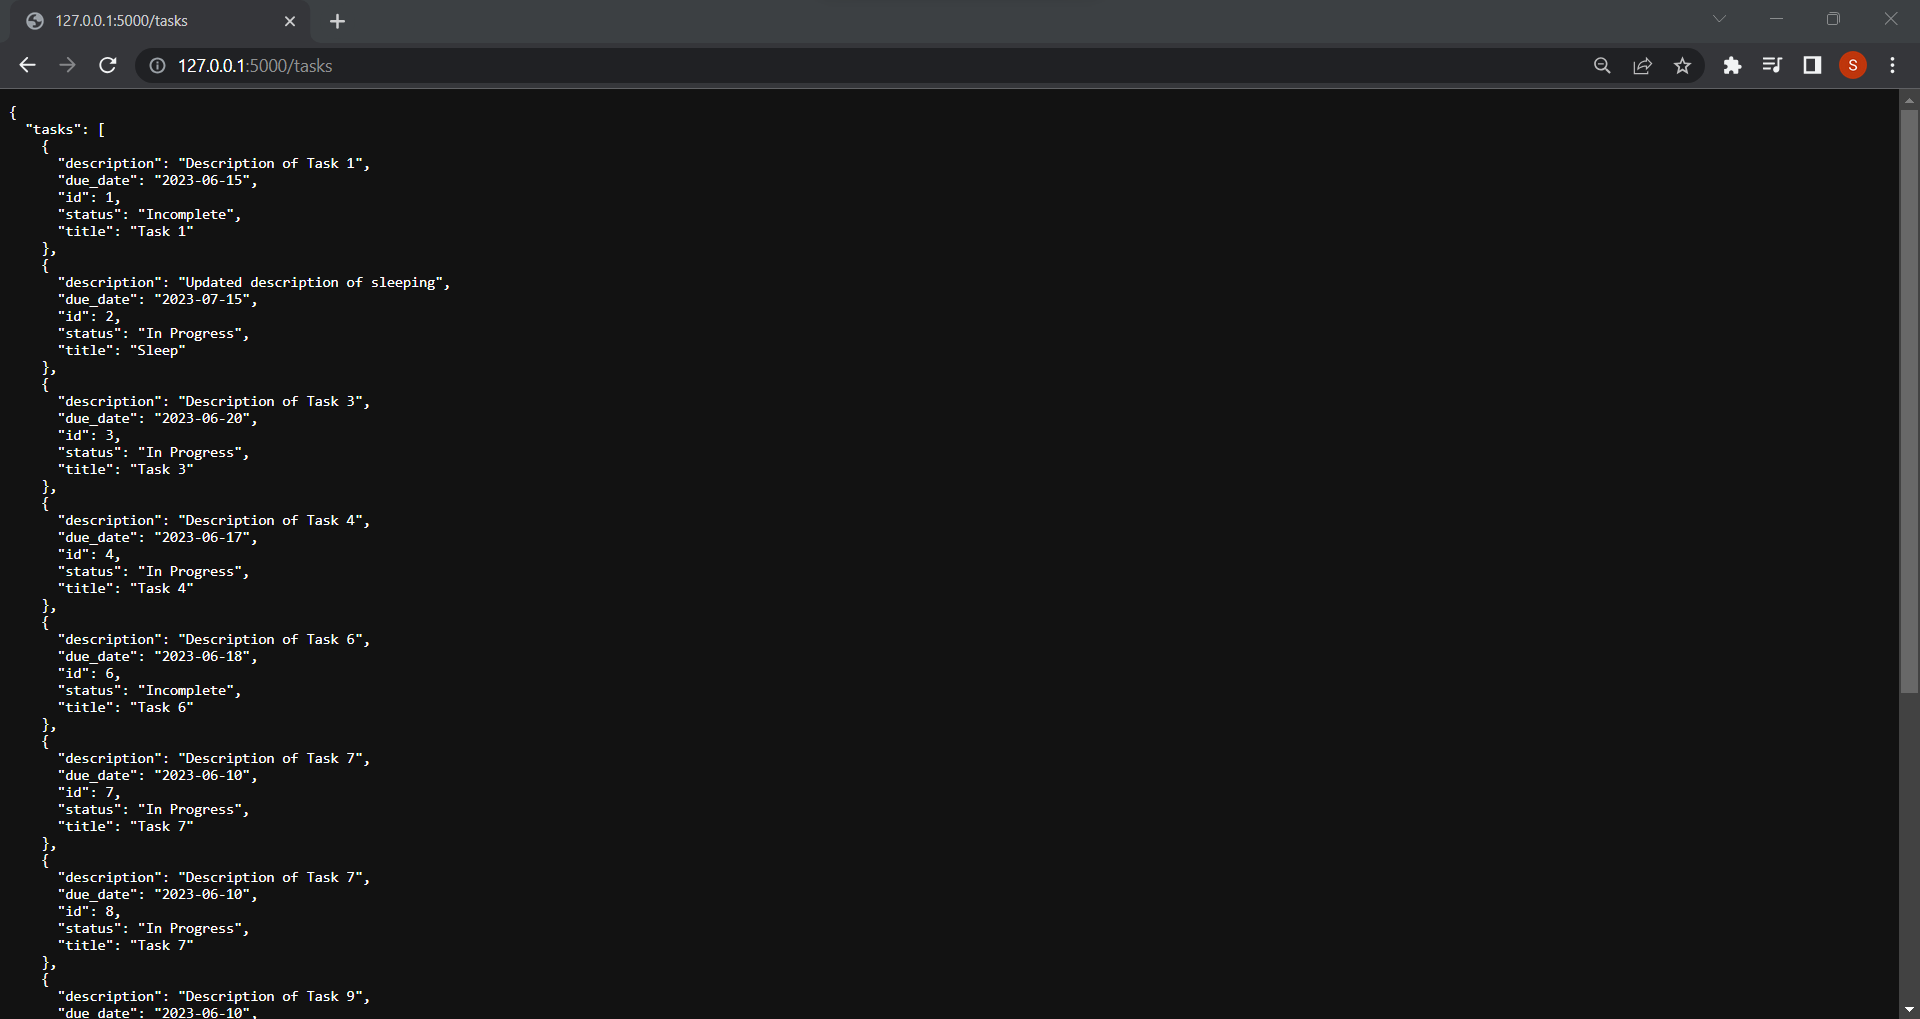 127.0.0.1:5000/tasks
127.0.0.1:5000/tasks
S
{
  "tasks": [
    {
      "description": "Description of Task 1",
      "due_date": "2023-06-15",
      "id": 1,
      "status": "Incomplete",
      "title": "Task 1"
    },
    {
      "description": "Updated description of sleeping",
      "due_date": "2023-07-15",
      "id": 2,
      "status": "In Progress",
      "title": "Sleep"
    },
    {
      "description": "Description of Task 3",
      "due_date": "2023-06-20",
      "id": 3,
      "status": "In Progress",
      "title": "Task 3"
    },
    {
      "description": "Description of Task 4",
      "due_date": "2023-06-17",
      "id": 4,
      "status": "In Progress",
      "title": "Task 4"
    },
    {
      "description": "Description of Task 6",
      "due_date": "2023-06-18",
      "id": 6,
      "status": "Incomplete",
      "title": "Task 6"
    },
    {
      "description": "Description of Task 7",
      "due_date": "2023-06-10",
      "id": 7,
      "status": "In Progress",
      "title": "Task 7"
    },
    {
      "description": "Description of Task 7",
      "due_date": "2023-06-10",
      "id": 8,
      "status": "In Progress",
      "title": "Task 7"
    },
    {
      "description": "Description of Task 9",
      "due_date": "2023-06-10",